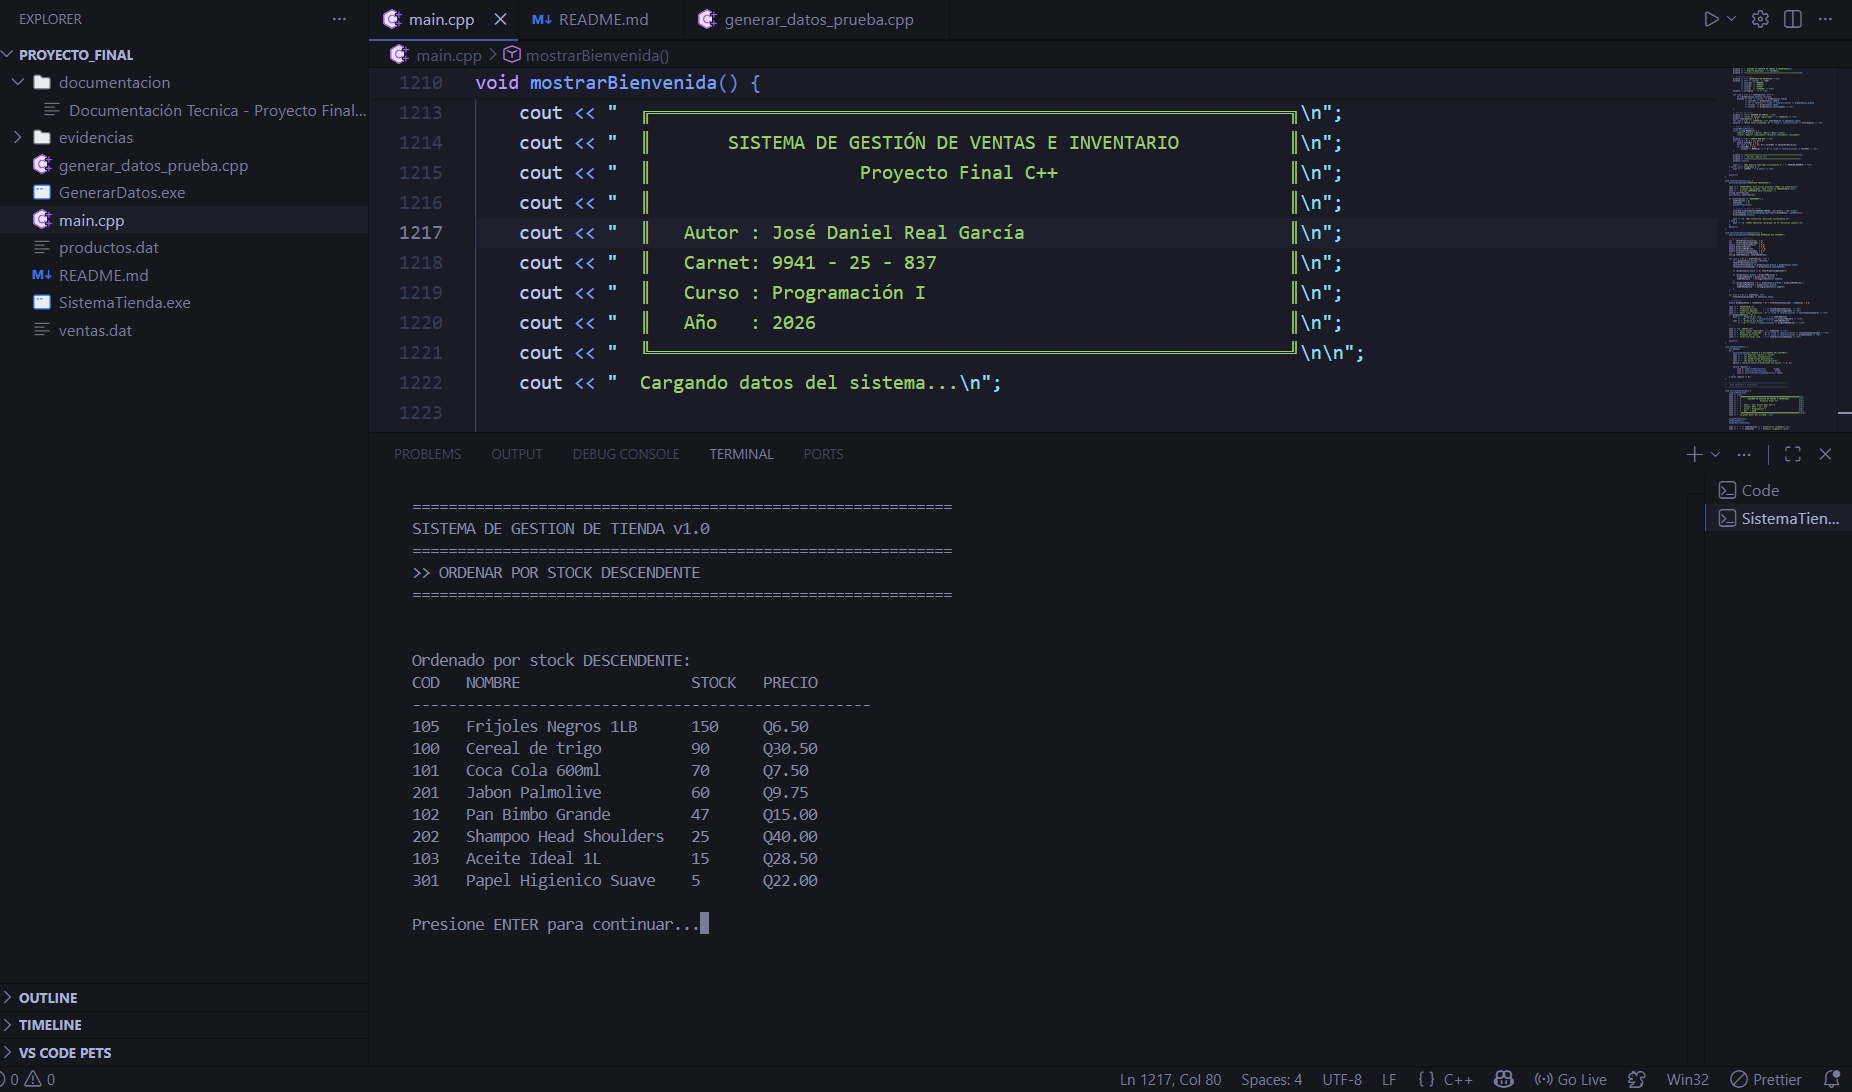 EXPLORER
PROYECTO_FINAL
documentacion
Documentación Tecnica - Proyecto Final...
evidencias
generar_datos_prueba.cpp
GenerarDatos.exe
main.cpp
productos.dat
README.md
SistemaTienda.exe
ventas.dat
OUTLINE
TIMELINE
VS CODE PETS
main.cpp
README.md
generar_datos_prueba.cpp
main.cpp > mostrarBienvenida()
1210 void mostrarBienvenida() {
1213 cout << " ╔══════════════════════════════════════════════════════════╗\n";
1214 cout << " ║ SISTEMA DE GESTIÓN DE VENTAS E INVENTARIO ║\n";
1215 cout << " ║ Proyecto Final C++ ║\n";
1216 cout << " ║ ║\n";
1217 cout << " ║ Autor : José Daniel Real García ║\n";
1218 cout << " ║ Carnet: 9941 - 25 - 837 ║\n";
1219 cout << " ║ Curso : Programación I ║\n";
1220 cout << " ║ Año : 2026 ║\n";
1221 cout << " ╚══════════════════════════════════════════════════════════╝\n\n";
1222 cout << " Cargando datos del sistema...\n";
1223
PROBLEMS OUTPUT DEBUG CONSOLE TERMINAL PORTS
============================================================
SISTEMA DE GESTION DE TIENDA v1.0
============================================================
>> ORDENAR POR STOCK DESCENDENTE
============================================================
Ordenado por stock DESCENDENTE:
COD NOMBRE STOCK PRECIO
---------------------------------------------------
105 Frijoles Negros 1LB 150 Q6.50
100 Cereal de trigo 90 Q30.50
101 Coca Cola 600ml 70 Q7.50
201 Jabon Palmolive 60 Q9.75
102 Pan Bimbo Grande 47 Q15.00
202 Shampoo Head Shoulders 25 Q40.00
103 Aceite Ideal 1L 15 Q28.50
301 Papel Higienico Suave 5 Q22.00
Presione ENTER para continuar...
Code
SistemaTien...
0 0 Ln 1217, Col 80 Spaces: 4 UTF-8 LF { } C++ Go Live Win32 Prettier